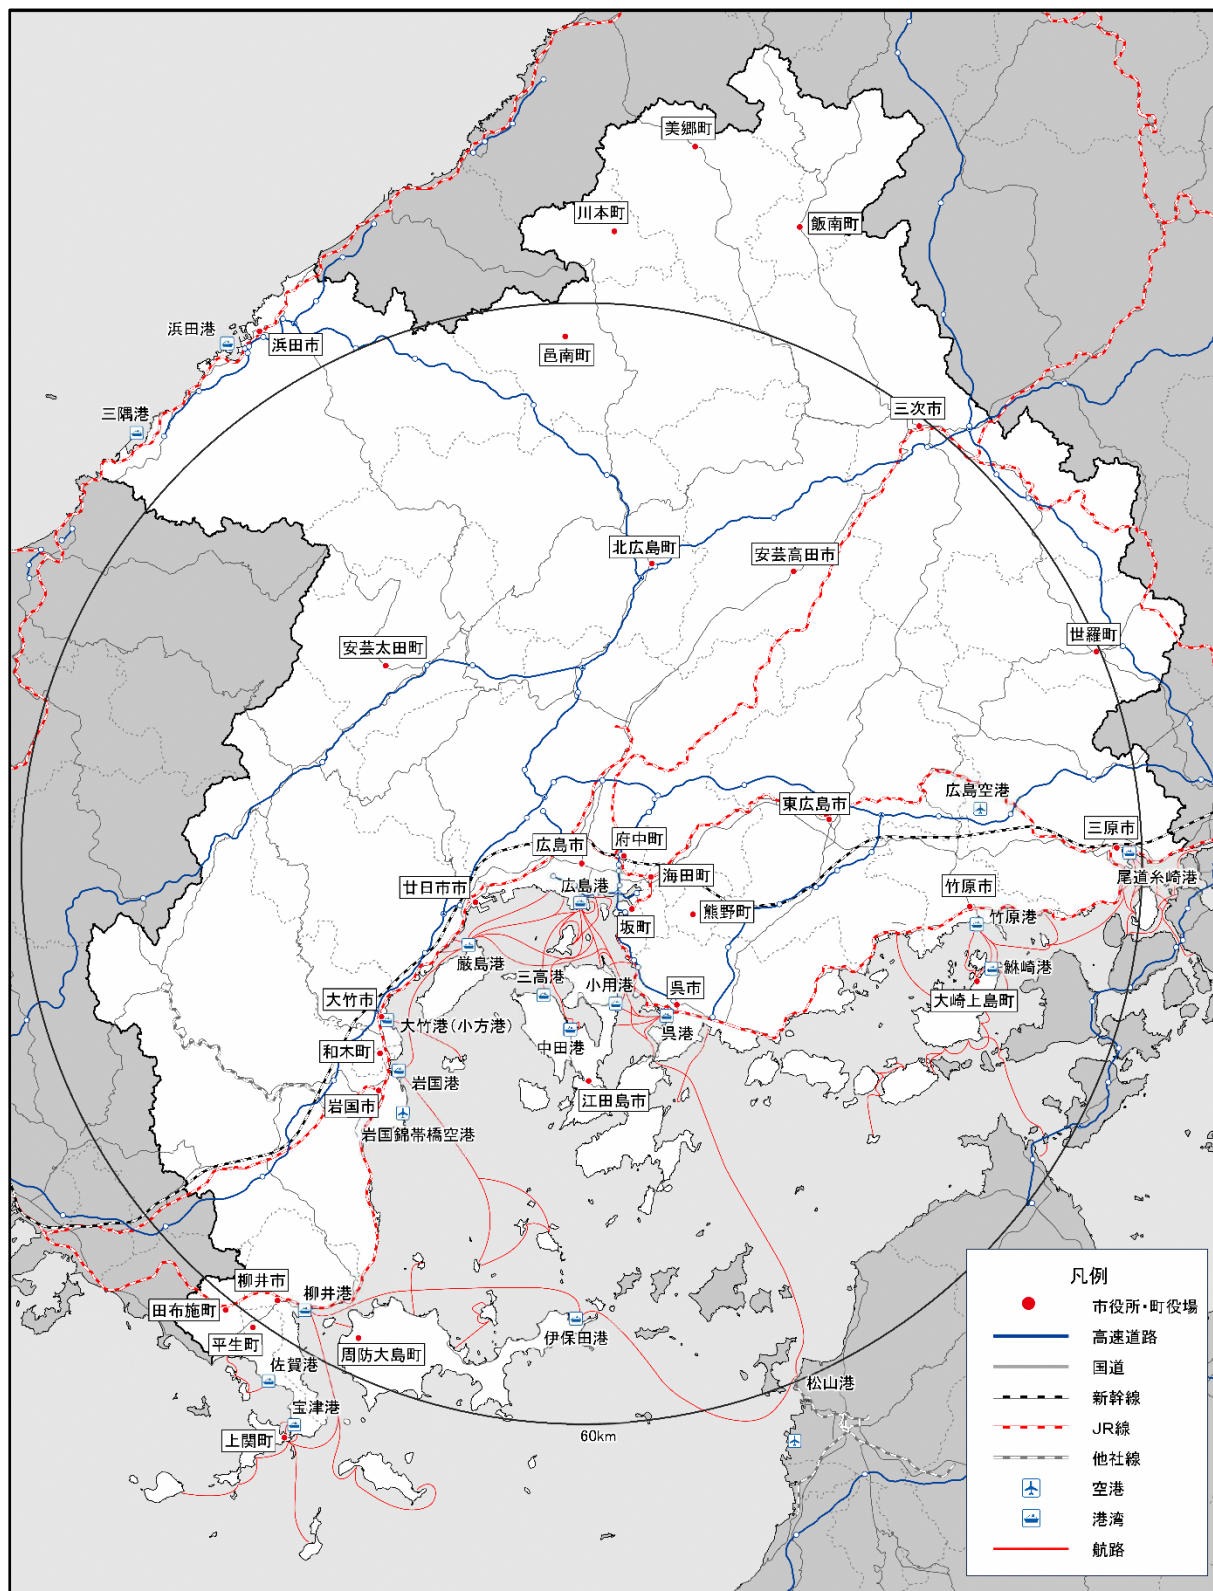 美郷町
川本町
飯南町
浜田港
浜田市
邑南町
三隅港
三次市
北広島町
安芸高田市
安芸太田町
世羅町
広島空港
東広島市
三原市
府中町
広島市
海田町
尾道糸崎港
廿日市市
広島港
竹原市
熊野町
坂町
竹原港
厳島港
鮴崎港
三高港
小用港
大崎上島町
大竹市
呉市
大竹港(小方港)
呉港
中田港
和木町
岩国港
岩国市
江田島市
岩国錦帯橋空港
柳井市
柳井港
田布施町
伊保田港
平生町
周防大島町
佐賀港
松山港
宝津港
上関町
60km
凡例
市役所・町役場
高速道路
国道
新幹線
JR線
他社線
空港
港湾
航路